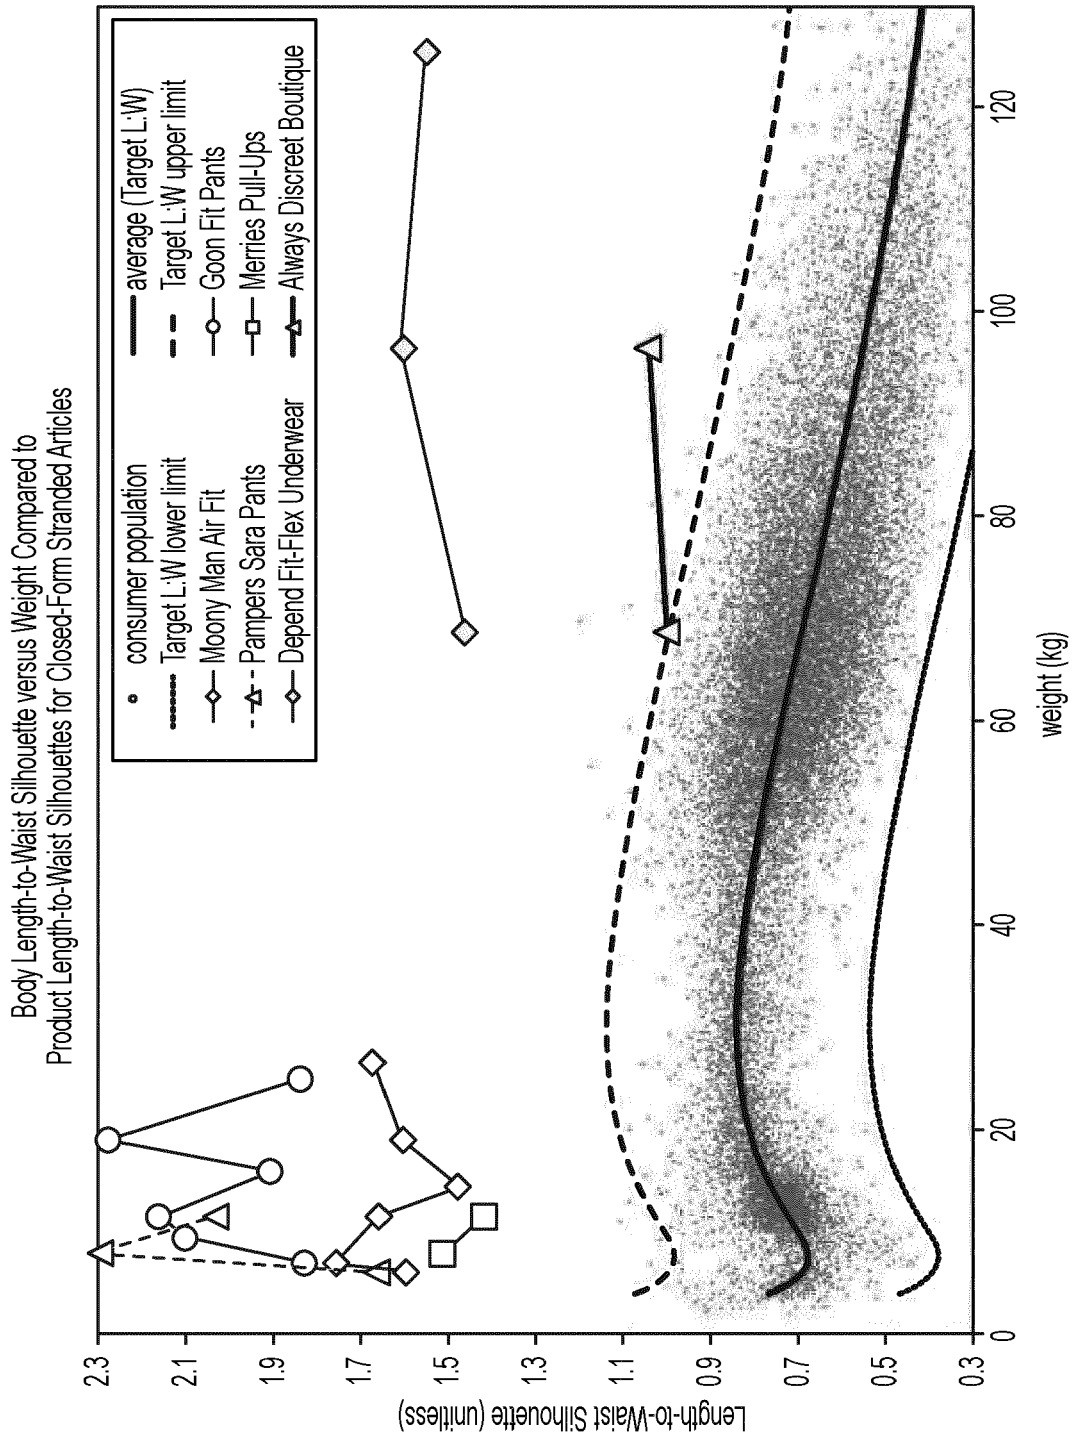 Body Length-to-Waist Silhouette versus Weight Compared to
Product Length-to-Waist Silhouettes for Closed-Form Stranded Articles
consumer population
average (Target L:W)
Target L:W lower limit
Target L:W upper limit
Moony Man Air Fit
Goon Fit Pants
Pampers Sara Pants
Merries Pull-Ups
Depend Fit-Flex Underwear
Always Discreet Boutique
Length-to-Waist Silhouette (unitless)
2.3
2.1
1.9
1.7
1.5
1.3
1.1
0.9
0.7
0.5
0.3
0 20 40 60 80 100 120
weight (kg)